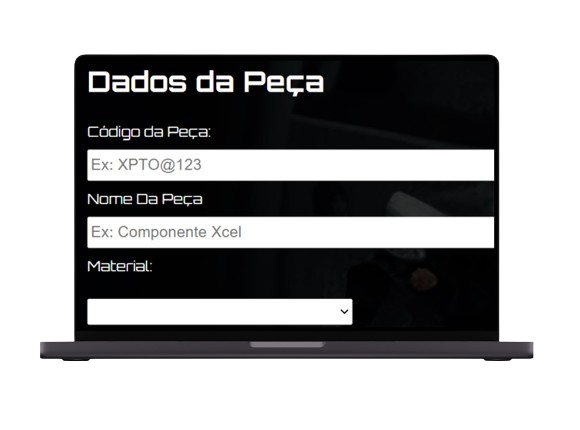 Dados da Peça
Código da Peça:
Ex: XPTO@123
Nome Da Peça
Ex: Componente Xcel
Material: